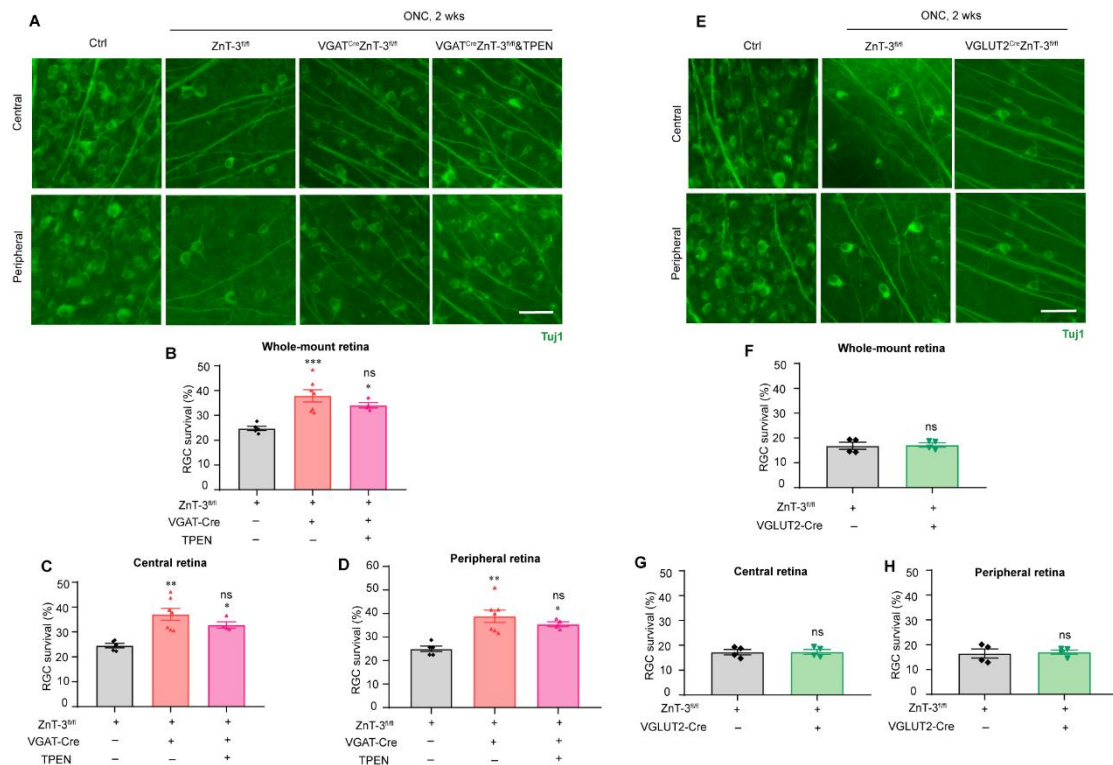 A
ONC, 2 wks
Ctrl
ZnT-3fl/fl
VGATCreZnT-3fl/fl
VGATCreZnT-3fl/fl&TPEN
Central
Peripheral
Tuj1
B
Whole-mount retina
RGC survival (%)
50
40
30
20
10
0
***
ns
*
ZnT-3fl/fl + + +
VGAT-Cre – + +
TPEN – – +
C
Central retina
RGC survival (%)
50
40
30
20
10
0
**
ns
*
ZnT-3fl/fl + + +
VGAT-Cre – + +
TPEN – – +
D
Peripheral retina
RGC survival (%)
60
50
40
30
20
10
0
**
ns
*
ZnT-3fl/fl + + +
VGAT-Cre – + +
TPEN – – +
E
ONC, 2 wks
Ctrl
ZnT-3fl/fl
VGLUT2CreZnT-3fl/fl
Central
Peripheral
Tuj1
F
Whole-mount retina
RGC survival (%)
50
40
30
20
10
0
ns
ZnT-3fl/fl + +
VGLUT2-Cre – +
G
Central retina
RGC survival (%)
50
40
30
20
10
0
ns
ZnT-3fl/fl + +
VGLUT2-Cre – +
H
Peripheral retina
RGC survival (%)
50
40
30
20
10
0
ns
ZnT-3fl/fl + +
VGLUT2-Cre – +